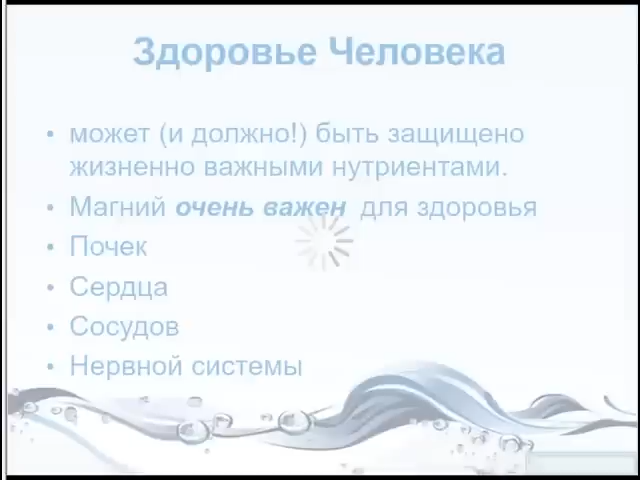 Здоровье Человека
• может (и должно!) быть защищено
жизненно важными нутриентами.
• Магний очень важен для здоровья
• Почек
• Сердца
• Сосудов
• Нервной системы